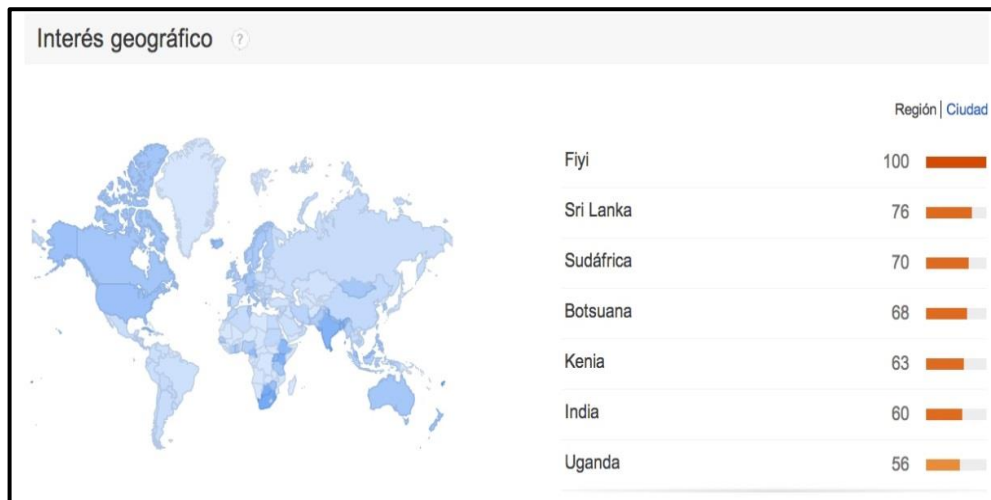 Interés geográfico ?
Región | Ciudad
Fiyi 100
Sri Lanka 76
Sudáfrica 70
Botsuana 68
Kenia 63
India 60
Uganda 56